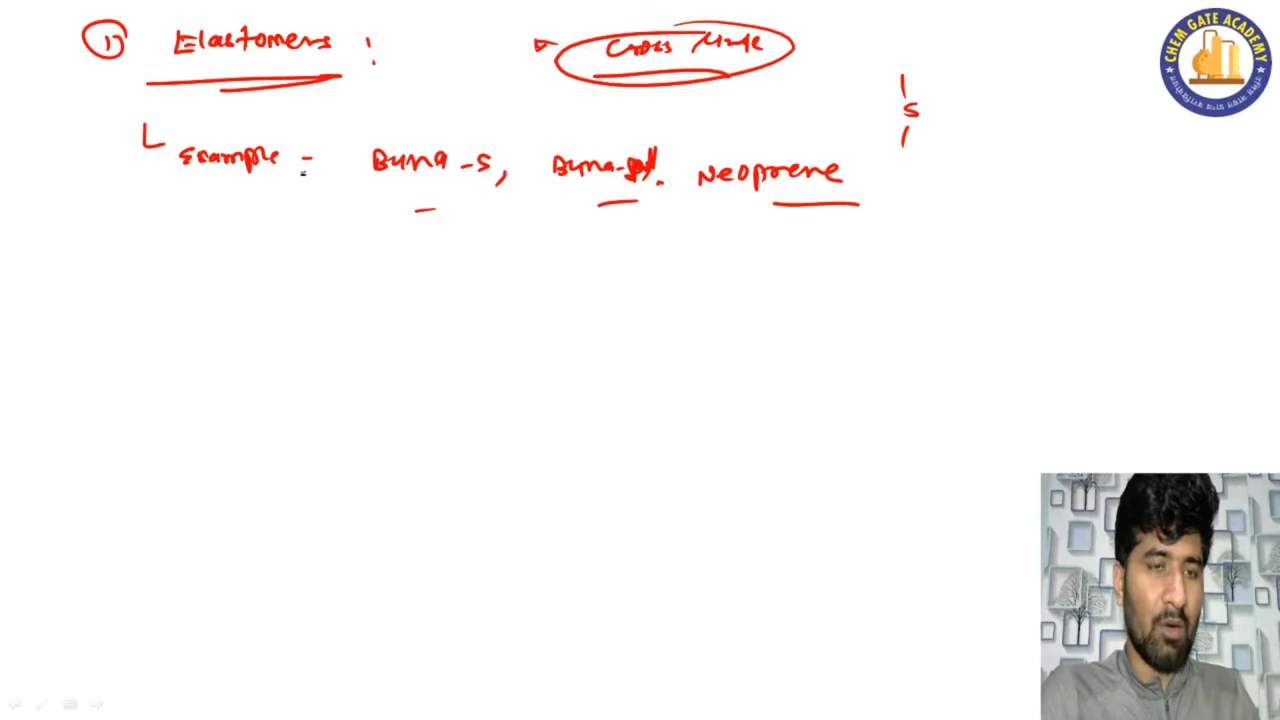 1) Elastomers :
Cross link
S
Example - Buna-S, Buna-N. Neoprene
CHEM GATE ACADEMY